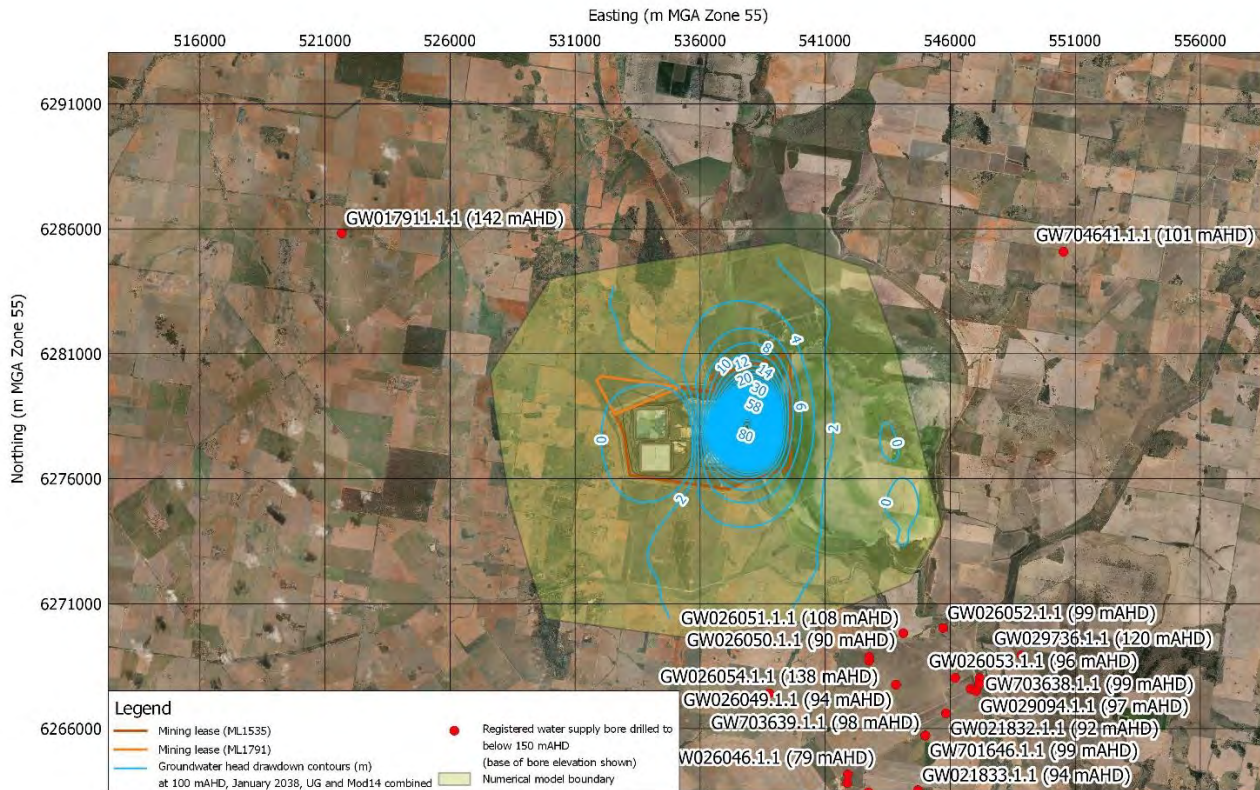 Easting (m MGA Zone 55)
516000 521000 526000 531000 536000 541000 546000 551000 556000
Northing (m MGA Zone 55)
6291000
6286000
6281000
6276000
6271000
6266000
GW017911.1.1 (142 mAHD)
GW704641.1.1 (101 mAHD)
4
8
10
12
14
20
30
58
80
6
2
0
0
0
2
GW026051.1.1 (108 mAHD)
GW026052.1.1 (99 mAHD)
GW026050.1.1 (90 mAHD)
GW029736.1.1 (120 mAHD)
GW026053.1.1 (96 mAHD)
GW026054.1.1 (138 mAHD)
GW703638.1.1 (99 mAHD)
GW026049.1.1 (94 mAHD)
GW029094.1.1 (97 mAHD)
GW703639.1.1 (98 mAHD)
GW021832.1.1 (92 mAHD)
W026046.1.1 (79 mAHD)
GW701646.1.1 (99 mAHD)
GW021833.1.1 (94 mAHD)
Legend
Mining lease (ML1535)
Mining lease (ML1791)
Groundwater head drawdown contours (m)
at 100 mAHD, January 2038, UG and Mod14 combined
Registered water supply bore drilled to
below 150 mAHD
(base of bore elevation shown)
Numerical model boundary